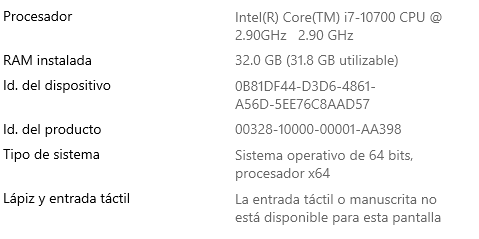 Procesador Intel(R) Core(TM) i7-10700 CPU @
2.90GHz 2.90 GHz
RAM instalada 32.0 GB (31.8 GB utilizable)
Id. del dispositivo 0B81DF44-D3D6-4861-
A56D-5EE76C8AAD57
Id. del producto 00328-10000-00001-AA398
Tipo de sistema Sistema operativo de 64 bits,
procesador x64
Lápiz y entrada táctil La entrada táctil o manuscrita no
está disponible para esta pantalla